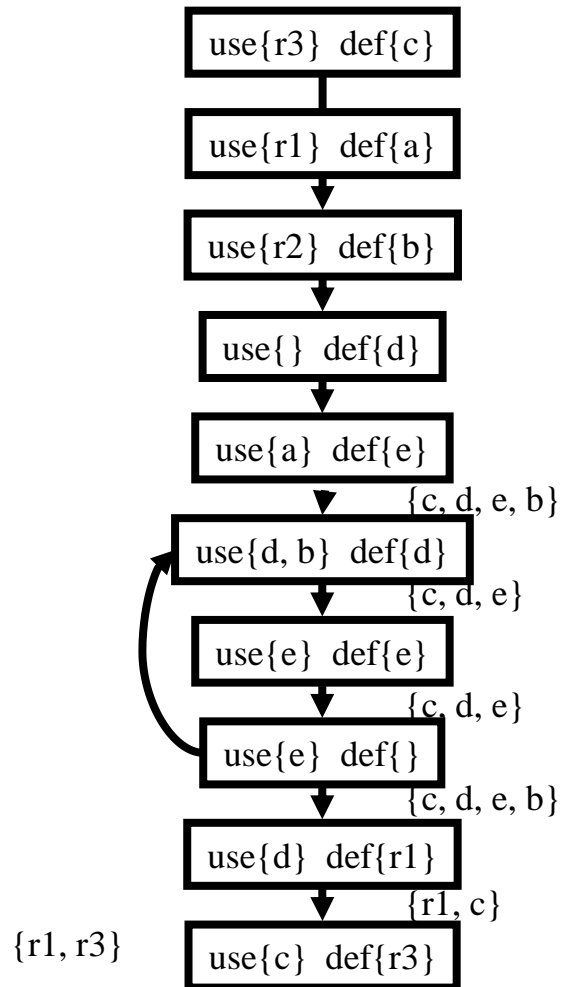 use{r3} def{c}
use{r1} def{a}
use{r2} def{b}
use{} def{d}
use{a} def{e}
{c, d, e, b}
use{d, b} def{d}
{c, d, e}
use{e} def{e}
{c, d, e}
use{e} def{}
{c, d, e, b}
use{d} def{r1}
{r1, c}
{r1, r3} use{c} def{r3}